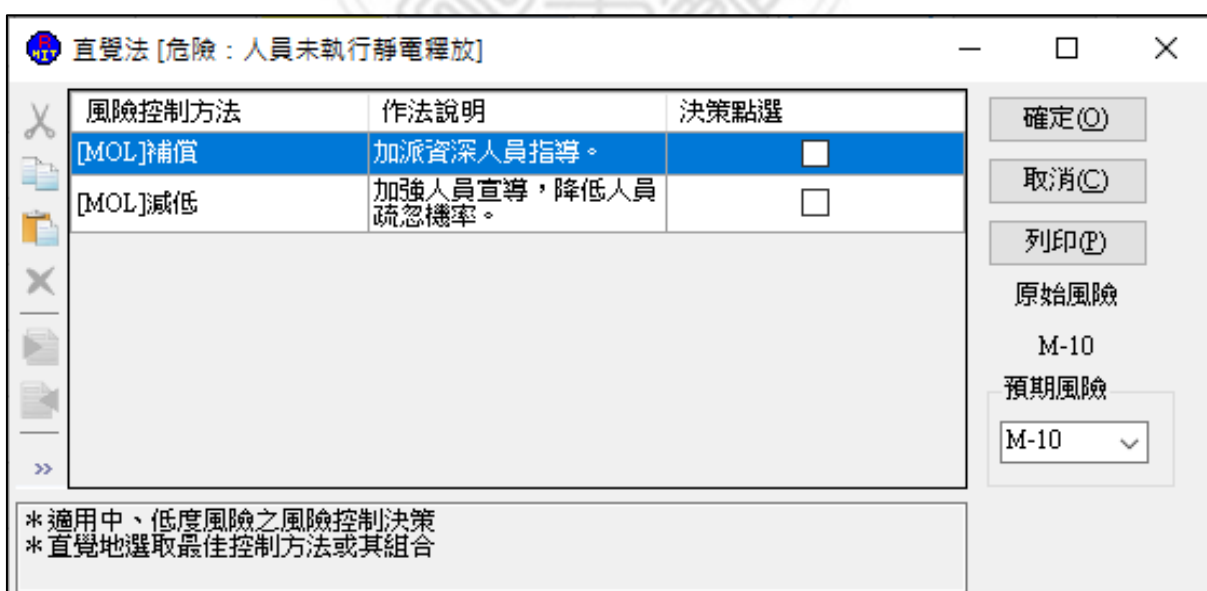 直覺法 [危險：人員未執行靜電釋放]
風險控制方法 作法說明 決策點選
[MOL]補償 加派資深人員指導。
[MOL]減低 加強人員宣導，降低人員
疏忽機率。
確定(O)
取消(C)
列印(P)
原始風險
M-10
預期風險
M-10
»
＊適用中、低度風險之風險控制決策
＊直覺地選取最佳控制方法或其組合